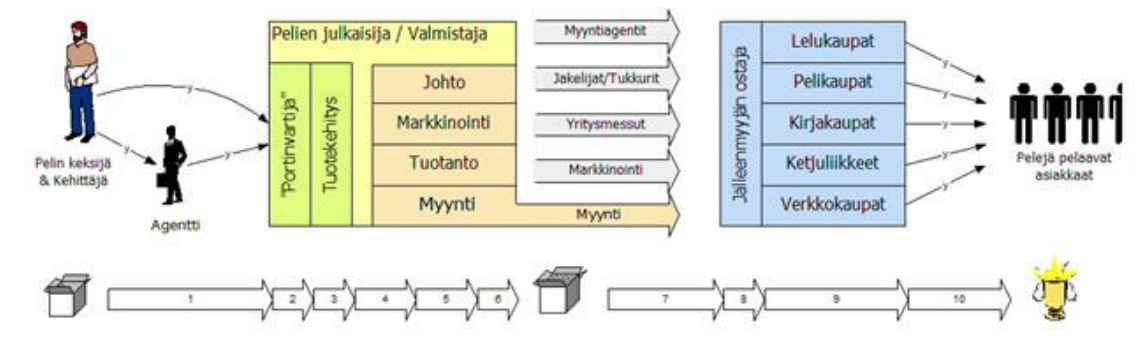 Pelin keksijä
& Kehittäjä
y
y
y
Agentti
Pelien julkaisija / Valmistaja
"Portinvartija"
Tuotekehitys
Johto
Markkinointi
Tuotanto
Myynti
Myyntiagentit
Jakelijat/Tukkurit
Yritysmessut
Markkinointi
Myynti
Jälleenmyyjän ostaja
Lelukaupat
Pelikaupat
Kirjakaupat
Ketjuliikkeet
Verkkokaupat
y
y
y
y
y
Pelejä pelaavat
asiakkaat
1
2
3
4
5
6
7
8
9
10